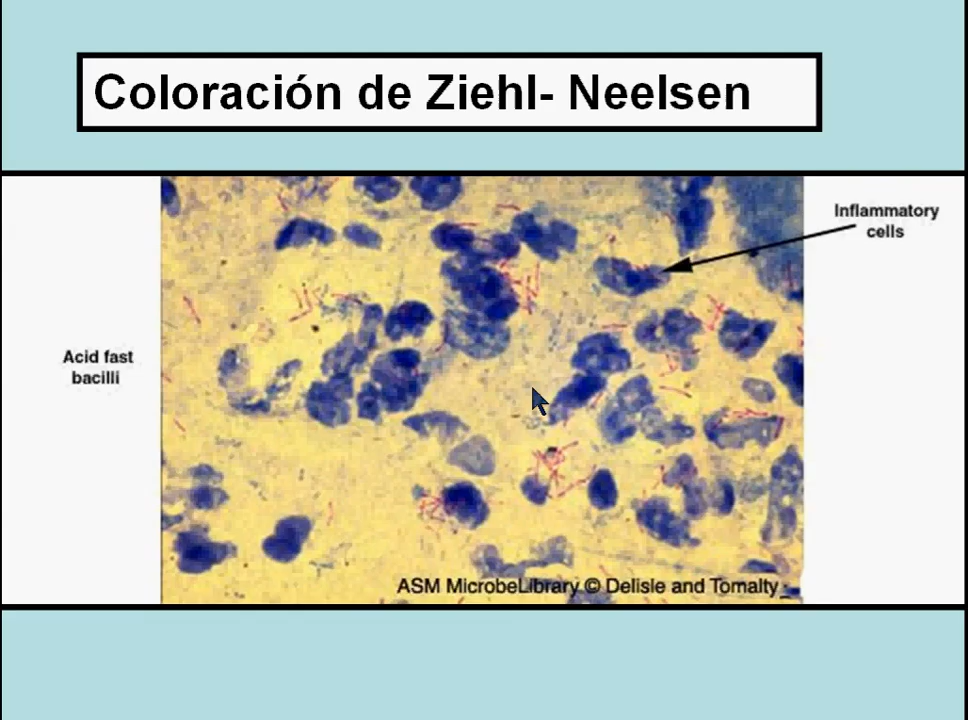 Coloración de Ziehl- Neelsen
Inflammatory
cells
Acid fast
bacilli
ASM MicrobeLibrary © Delisle and Tomalty